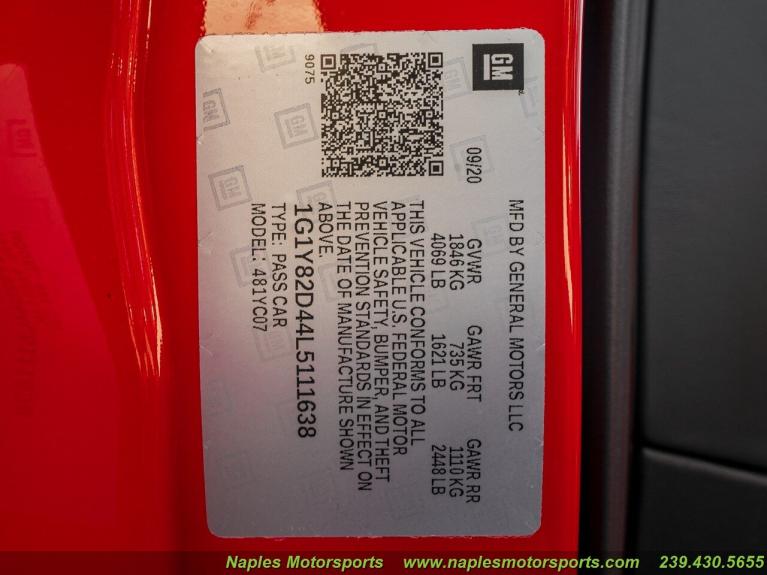 GM
MFD BY GENERAL MOTORS LLC
09/20
GVWR GAWR FRT GAWR RR
1846 KG 735 KG 1110 KG
4069 LB 1621 LB 2448 LB
THIS VEHICLE CONFORMS TO ALL
APPLICABLE U.S. FEDERAL MOTOR
VEHICLE SAFETY, BUMPER, AND THEFT
PREVENTION STANDARDS IN EFFECT ON
THE DATE OF MANUFACTURE SHOWN
ABOVE.
1G1Y82D44L5111638
TYPE: PASS CAR
MODEL: 481YC07
9075
Naples Motorsports www.naplesmotorsports.com 239.430.5655